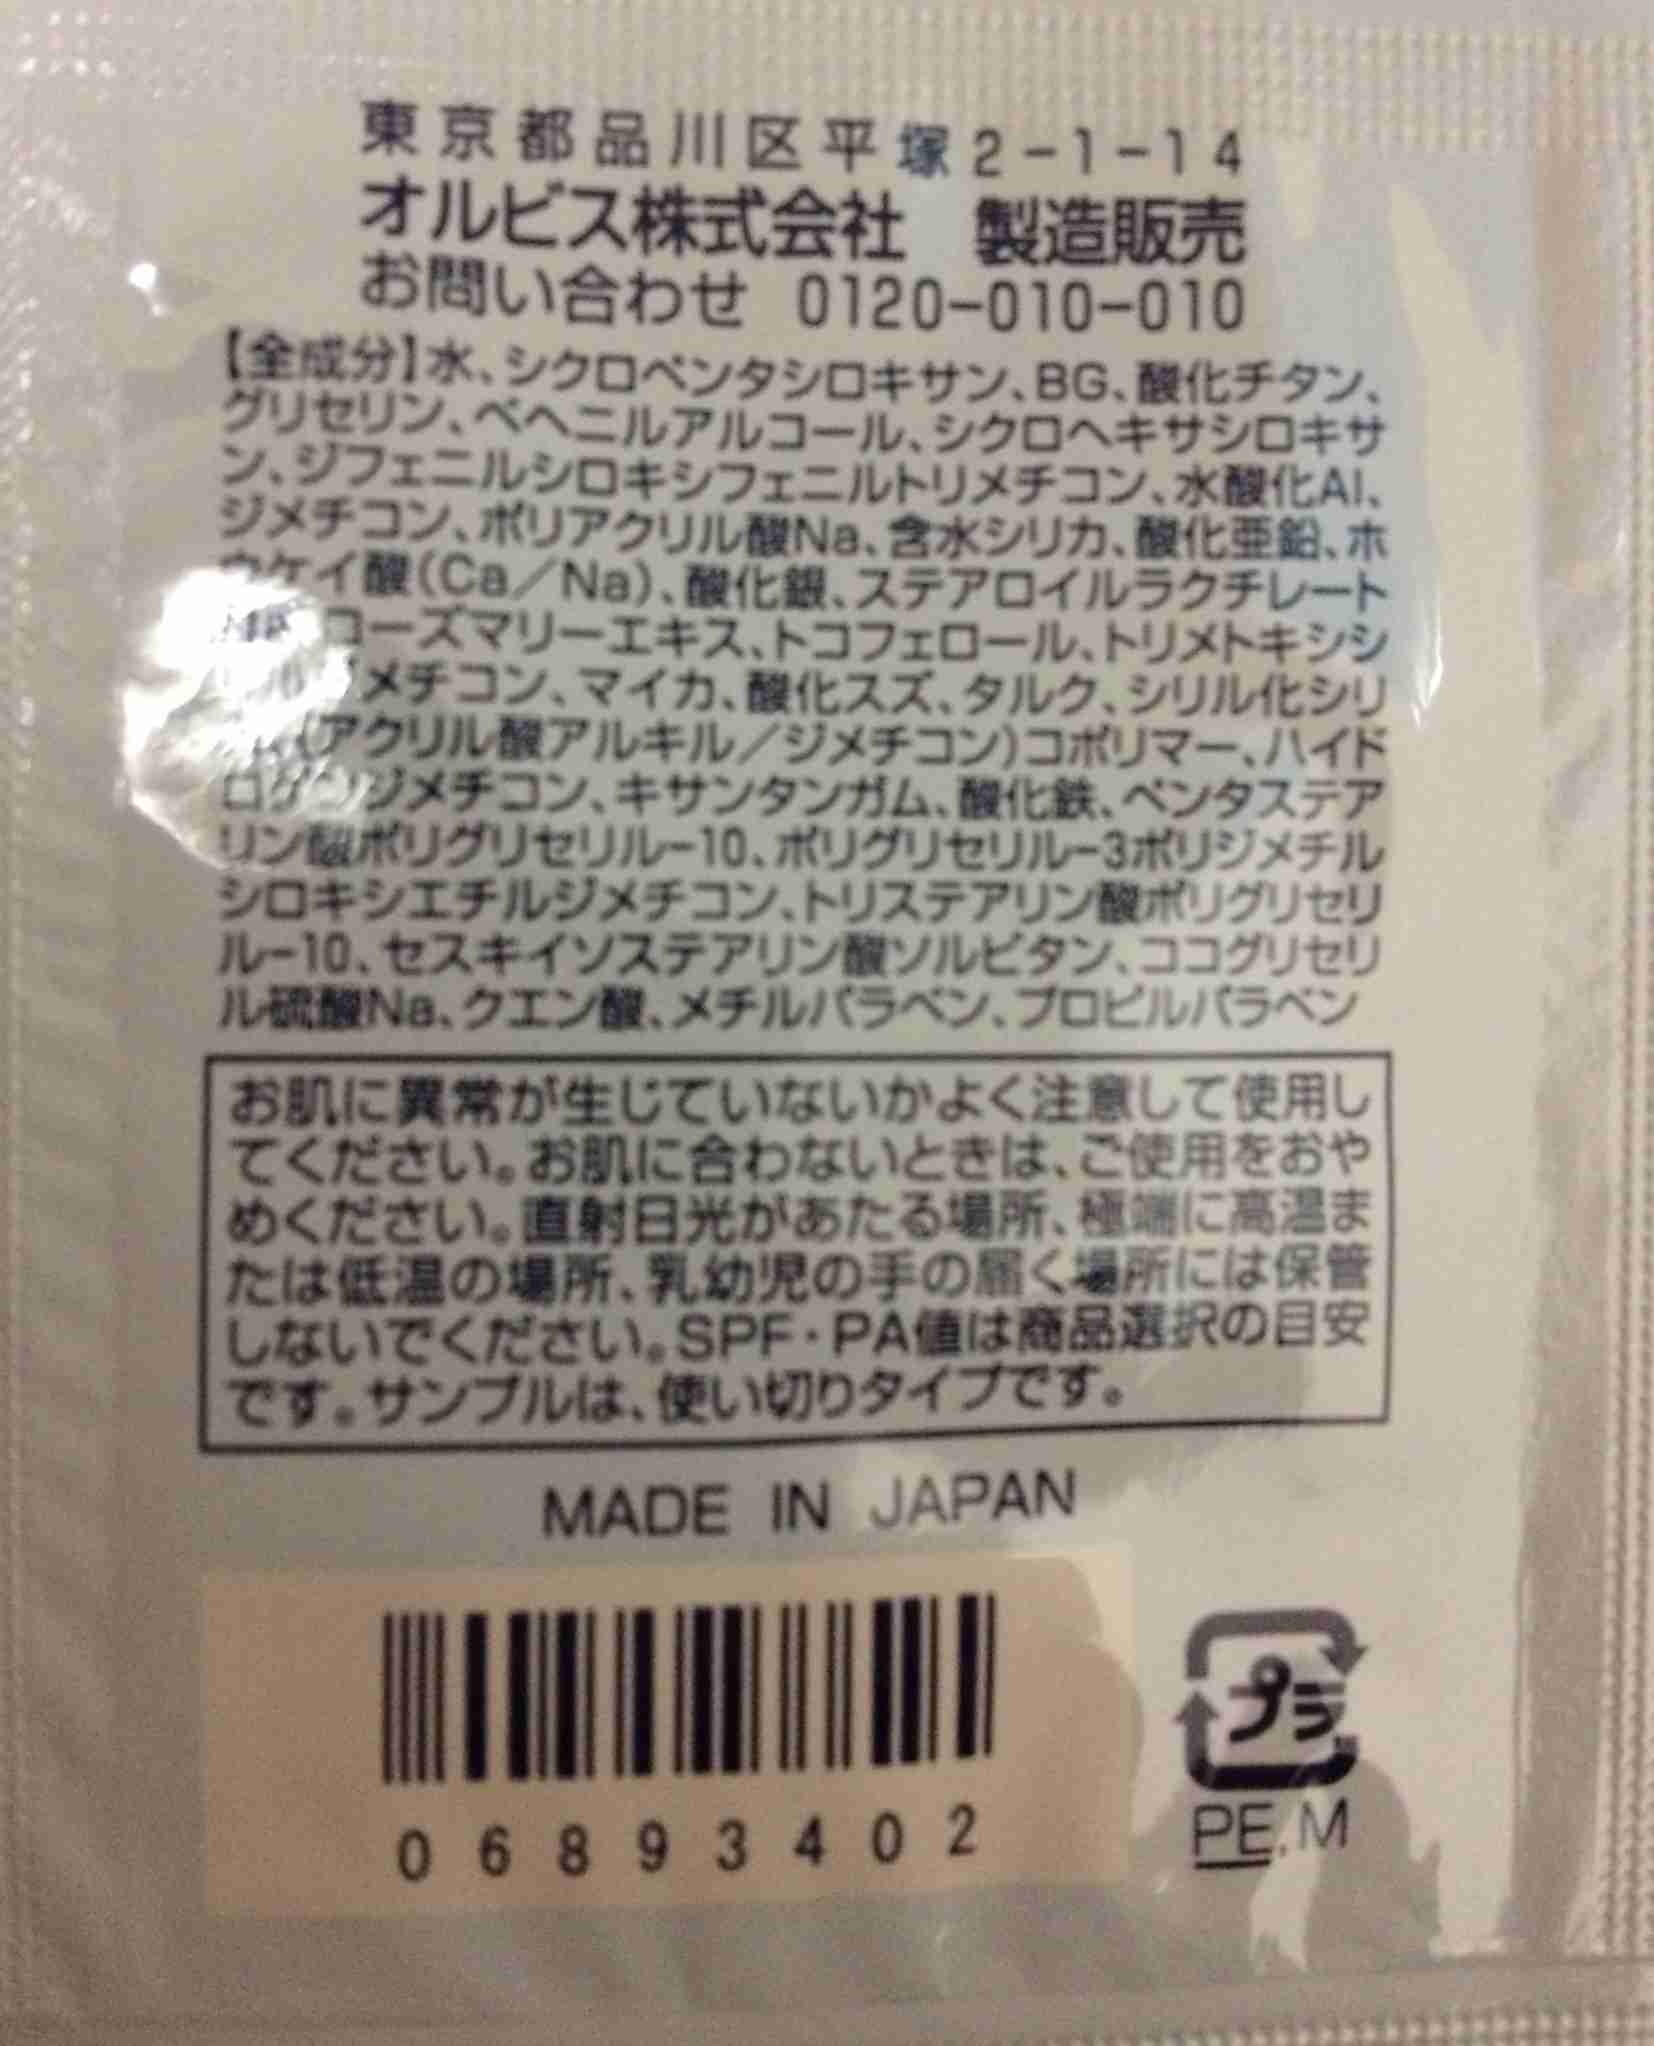 東京都品川区平塚2-1-14
オルビス株式会社 製造販売
お問い合わせ 0120-010-010
【全成分】水、シクロペンタシロキサン、BG、酸化チタン、
グリセリン、ベヘニルアルコール、シクロヘキサシロキサ
ン、ジフェニルシロキシフェニルトリメチコン、水酸化Al、
ジメチコン、ポリアクリル酸Na、含水シリカ、酸化亜鉛、ホ
ウケイ酸(Ca/Na)、酸化銀、ステアロイルラクチレート
ローズマリーエキス、トコフェロール、トリメトキシシ
メチコン、マイカ、酸化スズ、タルク、シリル化シリ
(アクリル酸アルキル/ジメチコン)コポリマー、ハイド
ロゲンジメチコン、キサンタンガム、酸化鉄、ペンタステア
リン酸ポリグリセリル-10、ポリグリセリル-3ポリジメチル
シロキシエチルジメチコン、トリステアリン酸ポリグリセリ
ル-10、セスキイソステアリン酸ソルビタン、ココグリセリ
ル硫酸Na、クエン酸、メチルパラベン、プロピルパラベン
お肌に異常が生じていないかよく注意して使用し
てください。お肌に合わないときは、ご使用をおや
めください。直射日光があたる場所、極端に高温ま
たは低温の場所、乳幼児の手の届く場所には保管
しないでください。SPF・PA値は商品選択の目安
です。サンプルは、使い切りタイプです。
MADE IN JAPAN
06893402
プラ
PE,M